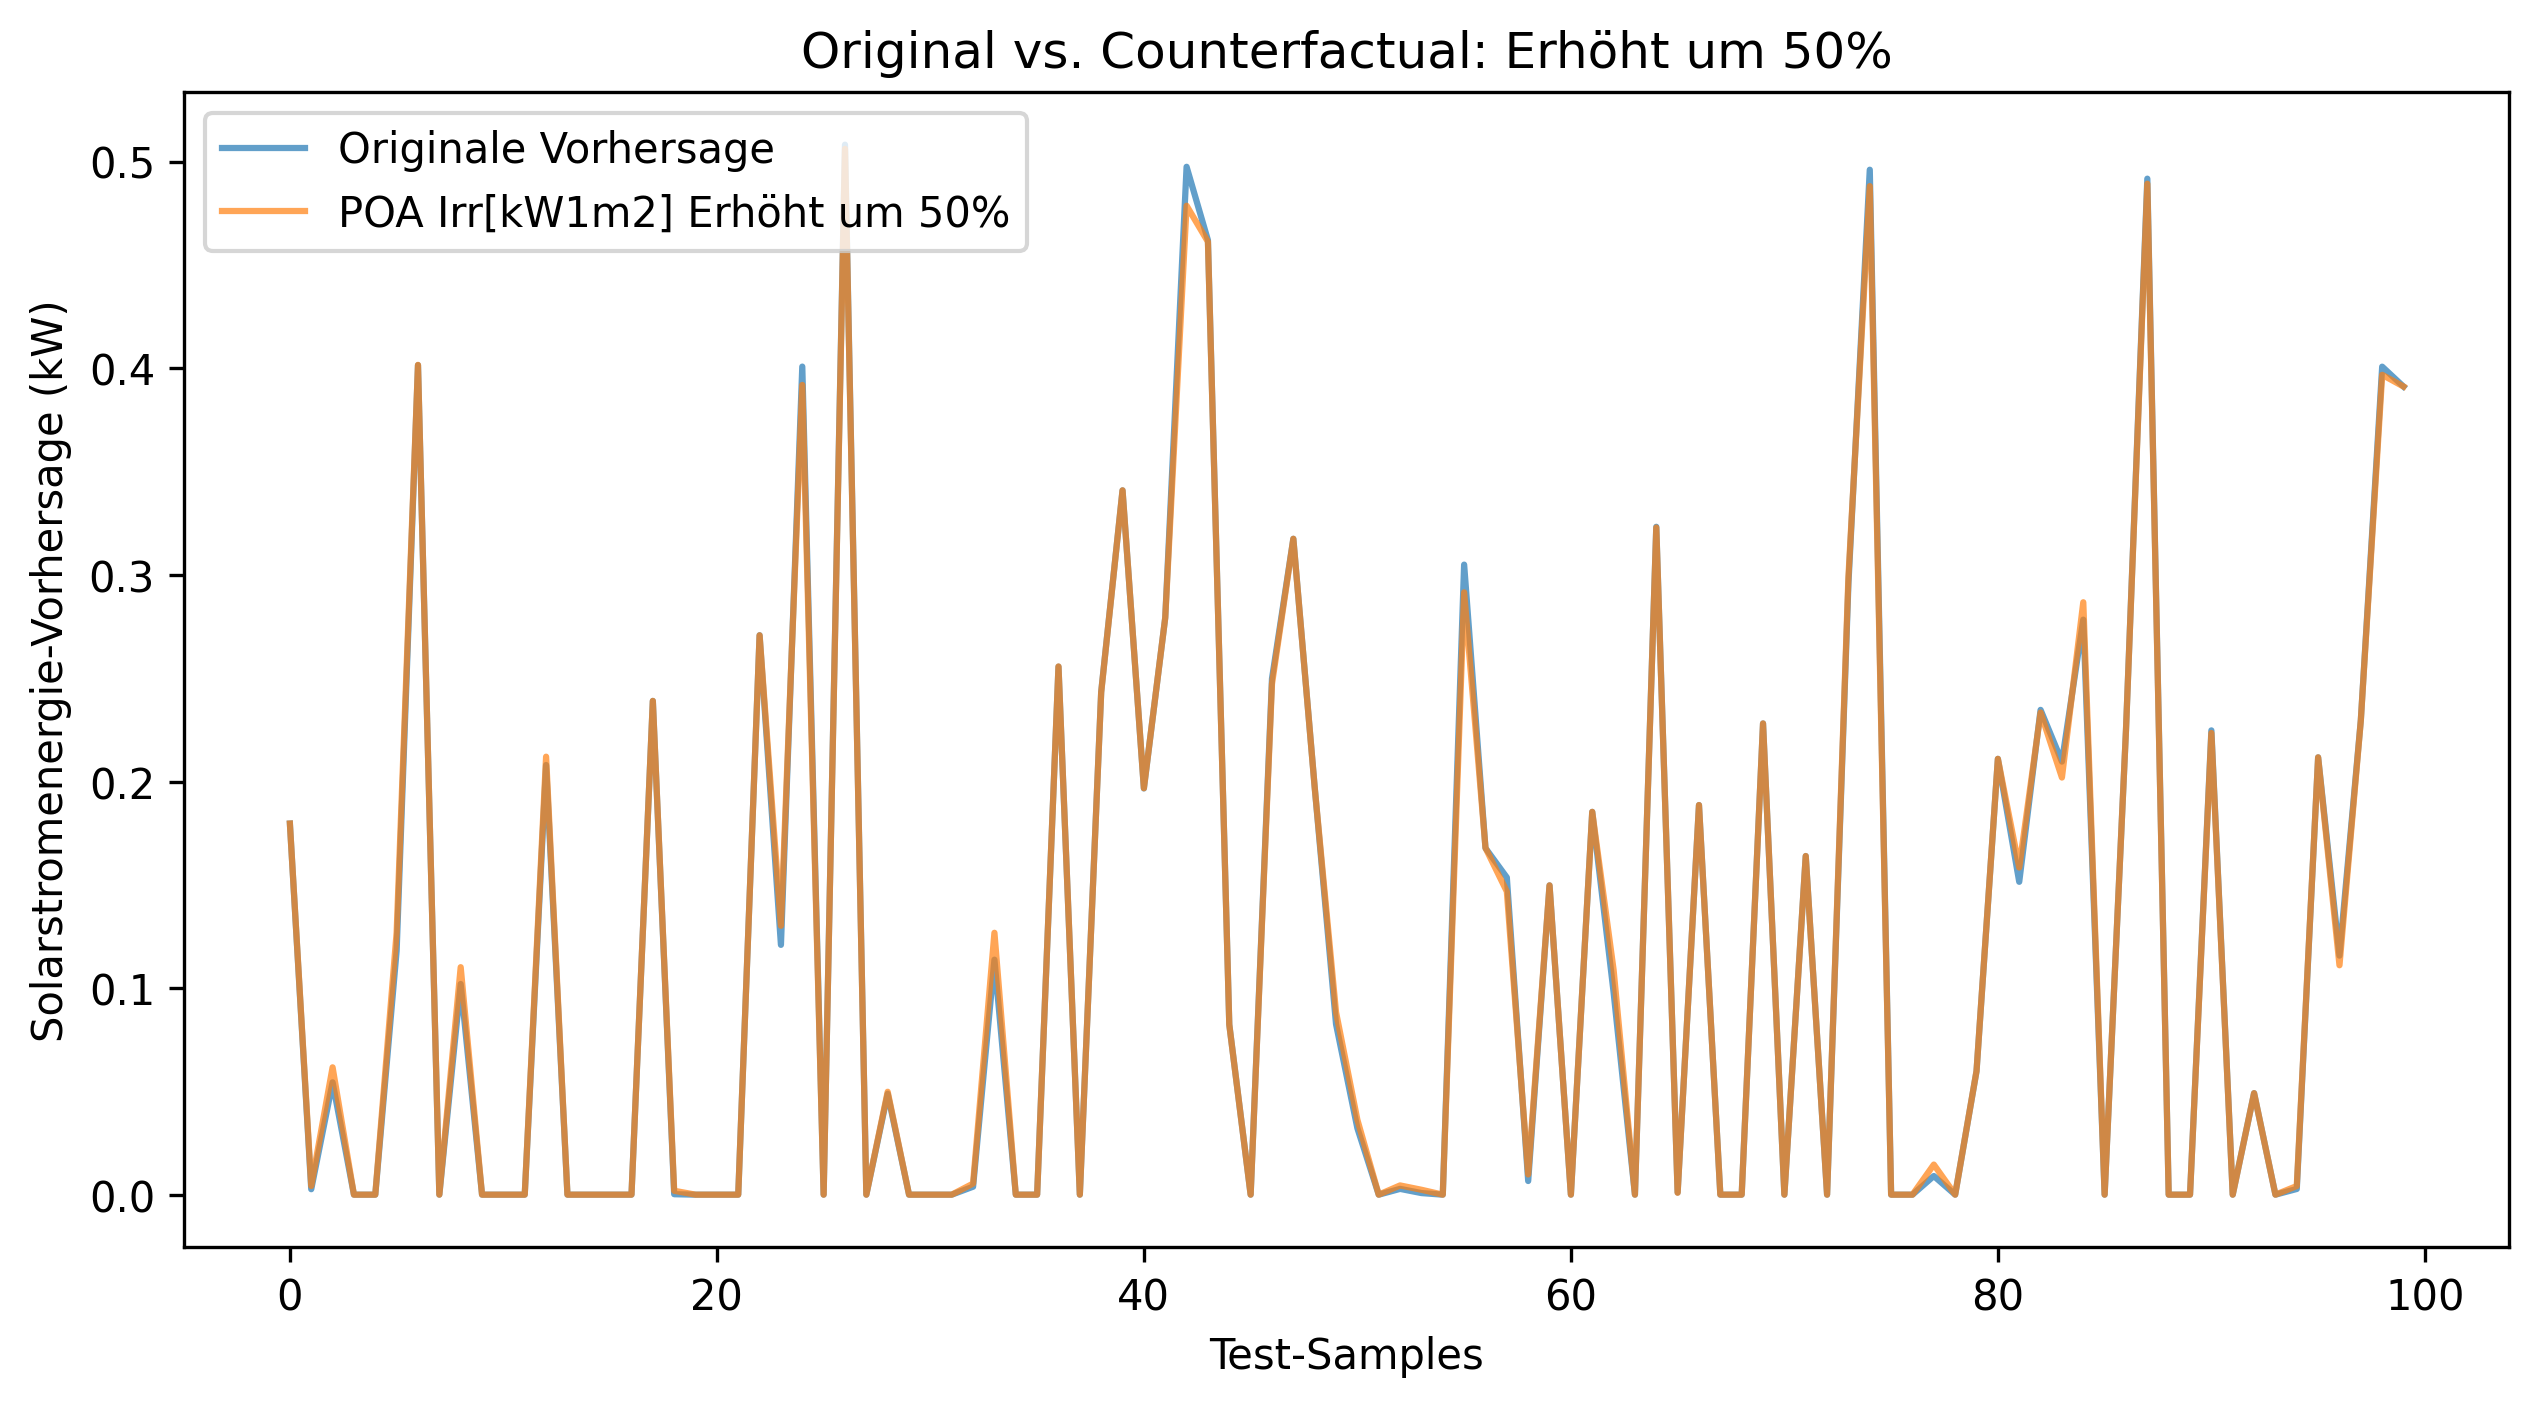 Original vs. Counterfactual: Erhöht um 50%
Originale Vorhersage
POA Irr[kW1m2] Erhöht um 50%
Solarstromenergie-Vorhersage (kW)
0.5
0.4
0.3
0.2
0.1
0.0
0 20 40 60 80 100
Test-Samples